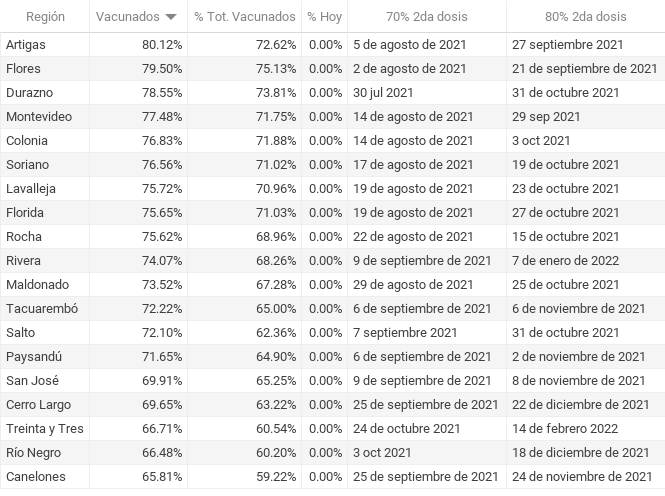 Región Vacunados % Tot. Vacunados % Hoy 70% 2da dosis 80% 2da dosis
Artigas 80.12% 72.62% 0.00% 5 de agosto de 2021 27 septiembre 2021
Flores 79.50% 75.13% 0.00% 2 de agosto de 2021 21 de septiembre de 2021
Durazno 78.55% 73.81% 0.00% 30 jul 2021 31 de octubre 2021
Montevideo 77.48% 71.75% 0.00% 14 de agosto de 2021 29 sep 2021
Colonia 76.83% 71.88% 0.00% 14 de agosto de 2021 3 oct 2021
Soriano 76.56% 71.02% 0.00% 17 de agosto de 2021 19 de octubre 2021
Lavalleja 75.72% 70.96% 0.00% 19 de agosto de 2021 23 de octubre 2021
Florida 75.65% 71.03% 0.00% 19 de agosto de 2021 27 de octubre 2021
Rocha 75.62% 68.96% 0.00% 22 de agosto de 2021 15 de octubre 2021
Rivera 74.07% 68.26% 0.00% 9 de septiembre de 2021 7 de enero de 2022
Maldonado 73.52% 67.28% 0.00% 29 de agosto de 2021 25 de octubre 2021
Tacuarembó 72.22% 65.00% 0.00% 6 de septiembre de 2021 6 de noviembre de 2021
Salto 72.10% 62.36% 0.00% 7 septiembre 2021 31 de octubre 2021
Paysandú 71.65% 64.90% 0.00% 6 de septiembre de 2021 2 de noviembre de 2021
San José 69.91% 65.25% 0.00% 9 de septiembre de 2021 8 de noviembre de 2021
Cerro Largo 69.65% 63.22% 0.00% 25 de septiembre de 2021 22 de diciembre de 2021
Treinta y Tres 66.71% 60.54% 0.00% 24 de octubre 2021 14 de febrero 2022
Río Negro 66.48% 60.20% 0.00% 3 oct 2021 18 de diciembre de 2021
Canelones 65.81% 59.22% 0.00% 25 de septiembre de 2021 24 de noviembre de 2021